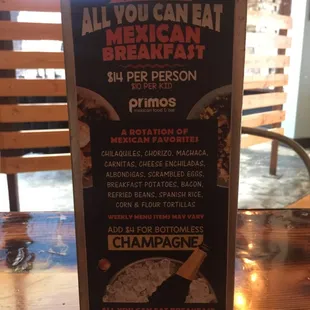 ALL YOU CAN EAT
MEXICAN
BREAKFAST
$14 PER PERSON
$10 PER KID
primos
A ROTATION OF
MEXICAN FAVORITES
CHILAQUILES, CHORIZO, MACHACA,
CARNITAS, CHEESE ENCHILADAS,
ALBONDIGAS, SCRAMBLED EGGS,
BREAKFAST POTATOES, BACON,
REFRIED BEANS, SPANISH RICE,
CORN & FLOUR TORTILLAS
WEEKLY MENU ITEMS MAY VARY
ADD $4 FOR BOTTOMLESS
CHAMPAGNE